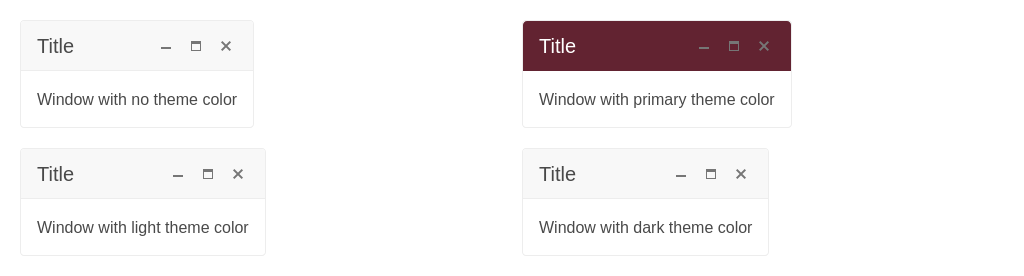 Title
Window with no theme color
Title
Window with primary theme color
Title
Window with light theme color
Title
Window with dark theme color